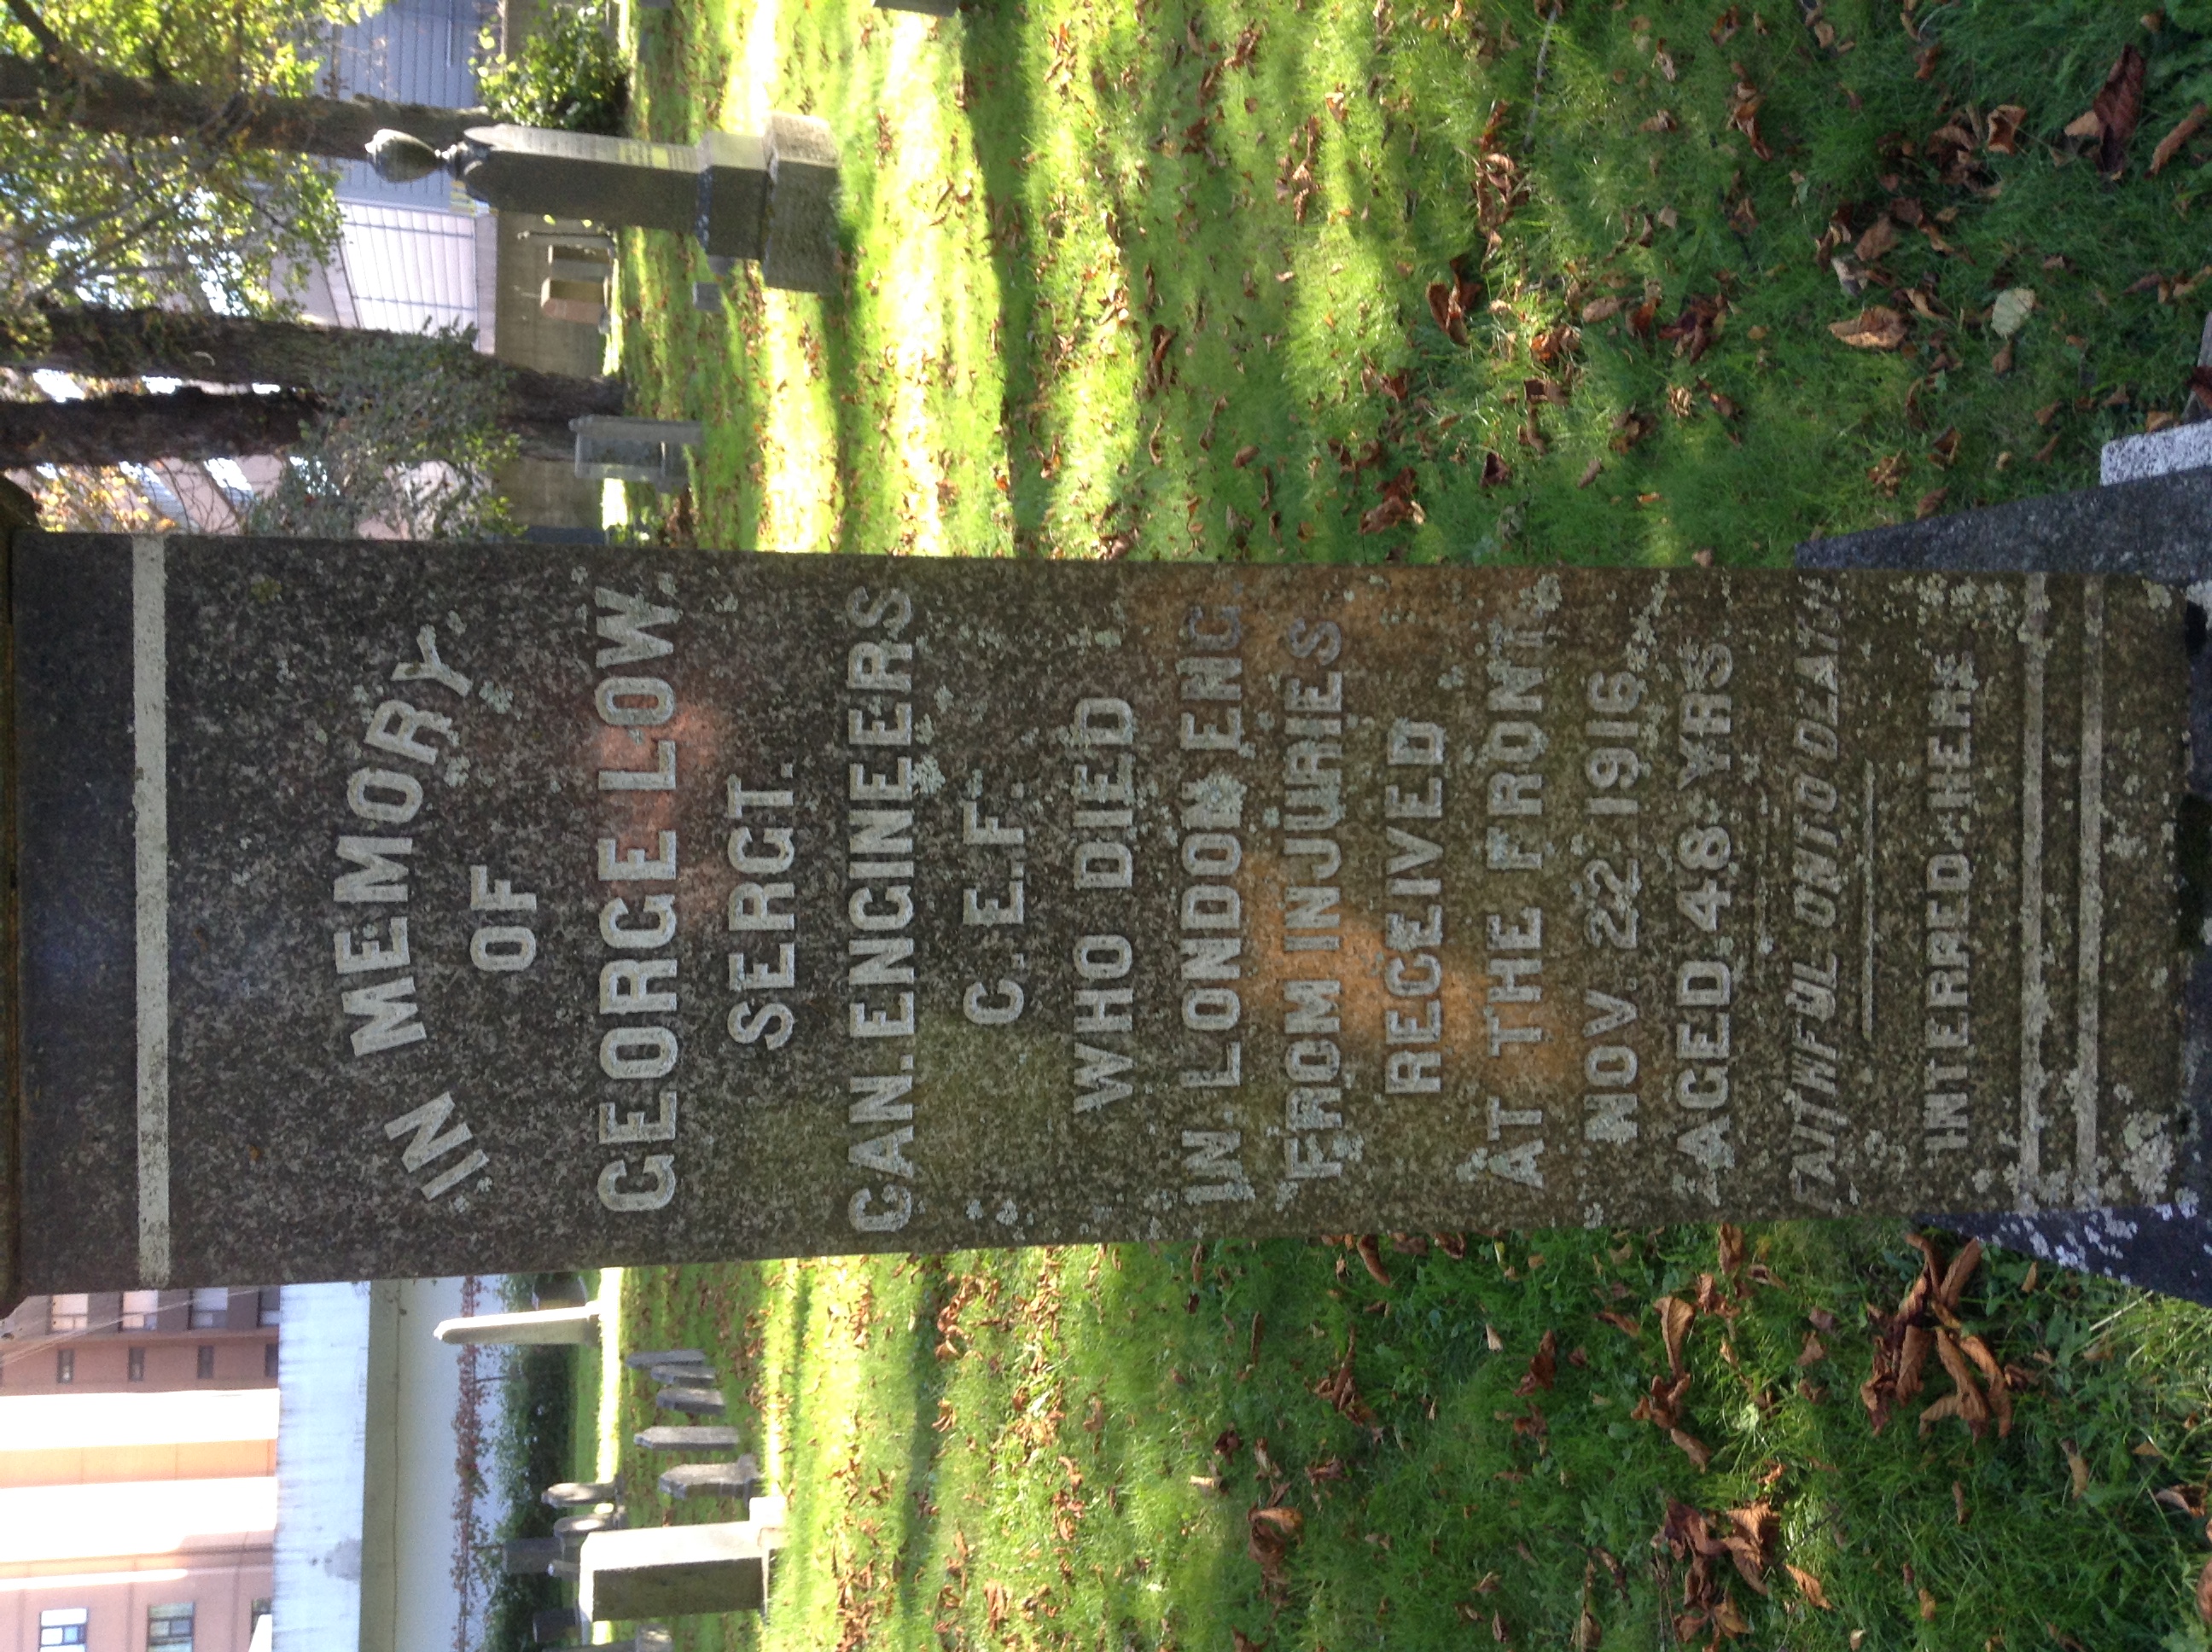 IN MEMORY
OF
GEORGE LOW
SERGT.
CAN. ENGINEERS
C.E.F.
WHO DIED
IN. LONDON ENG.
FROM INJURIES
RECEIVED
AT THE FRONT
NOV. 22 1916
AGED 48 YRS
FAITHFUL ONTO DEATH
INTERRED HERE